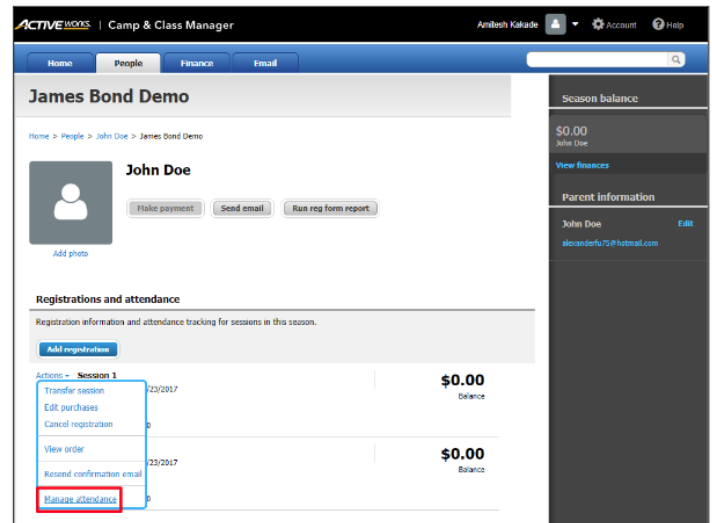 ACTIVEworks. | Camp & Class Manager
Amilesh Kakade
Account
Help
Home People Finance Email
James Bond Demo
Home > People > John Doe > James Bond Demo
John Doe
Make payment Send email Run reg form report
Add photo
Registrations and attendance
Registration information and attendance tracking for sessions in this season.
Add registration
Actions Session 1
Transfer session
/23/2017
Edit purchases
Cancel registration
0
View order
/23/2017
Resend confirmation email
Manage attendance
0
$0.00
Balance
$0.00
Balance
Season balance
$0.00
John Doe
View finances
Parent information
John Doe Edit
alexanderfu75@hotmail.com